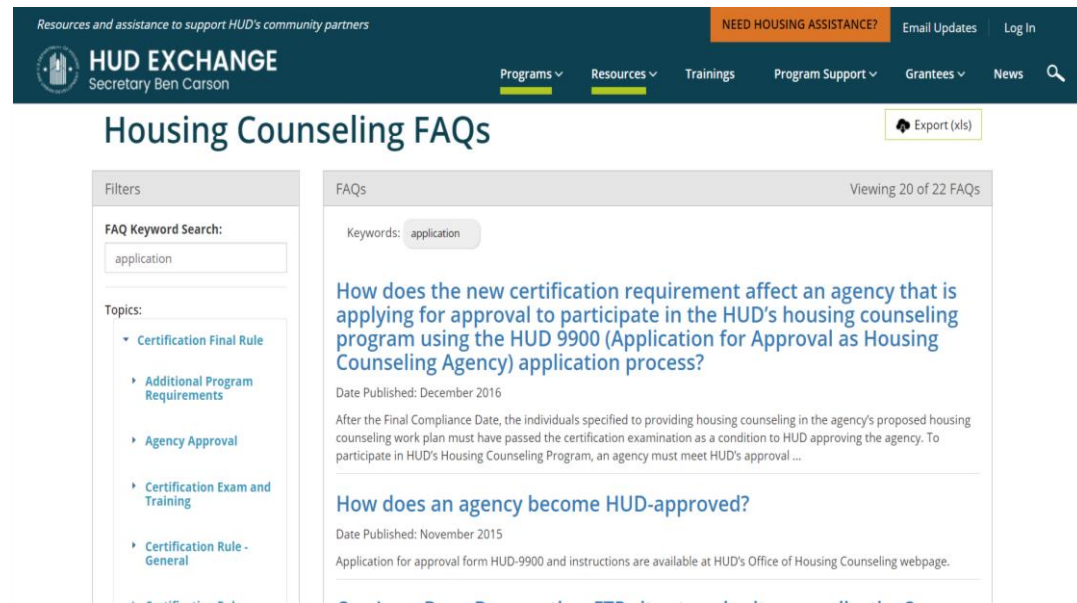 Resources and assistance to support HUD's community partners
NEED HOUSING ASSISTANCE?
Email Updates
Log In
HUD EXCHANGE
Secretary Ben Carson
Programs
Resources
Trainings
Program Support
Grantees
News
Housing Counseling FAQs
Export (xls)
Filters
FAQ Keyword Search:
application
Topics:
Certification Final Rule
Additional Program
Requirements
Agency Approval
Certification Exam and
Training
Certification Rule -
General
FAQs
Viewing 20 of 22 FAQs
Keywords: application
How does the new certification requirement affect an agency that is
applying for approval to participate in the HUD's housing counseling
program using the HUD 9900 (Application for Approval as Housing
Counseling Agency) application process?
Date Published: December 2016
After the Final Compliance Date, the individuals specified to providing housing counseling in the agency's proposed housing
counseling work plan must have passed the certification examination as a condition to HUD approving the agency. To
participate in HUD's Housing Counseling Program, an agency must meet HUD's approval ...
How does an agency become HUD-approved?
Date Published: November 2015
Application for approval form HUD-9900 and instructions are available at HUD's Office of Housing Counseling webpage.